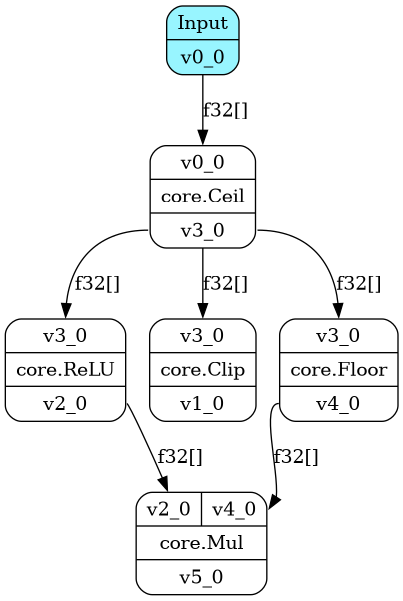 Input
v0_0
f32[]
v0_0
core.Ceil
v3_0
f32[] f32[] f32[]
v3_0 v3_0 v3_0
core.ReLU core.Clip core.Floor
v2_0 v1_0 v4_0
f32[] f32[]
v2_0 v4_0
core.Mul
v5_0